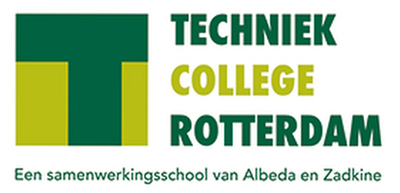 TECHNIEK
COLLEGE
ROTTERDAM
Een samenwerkingsschool van Albeda en Zadkine